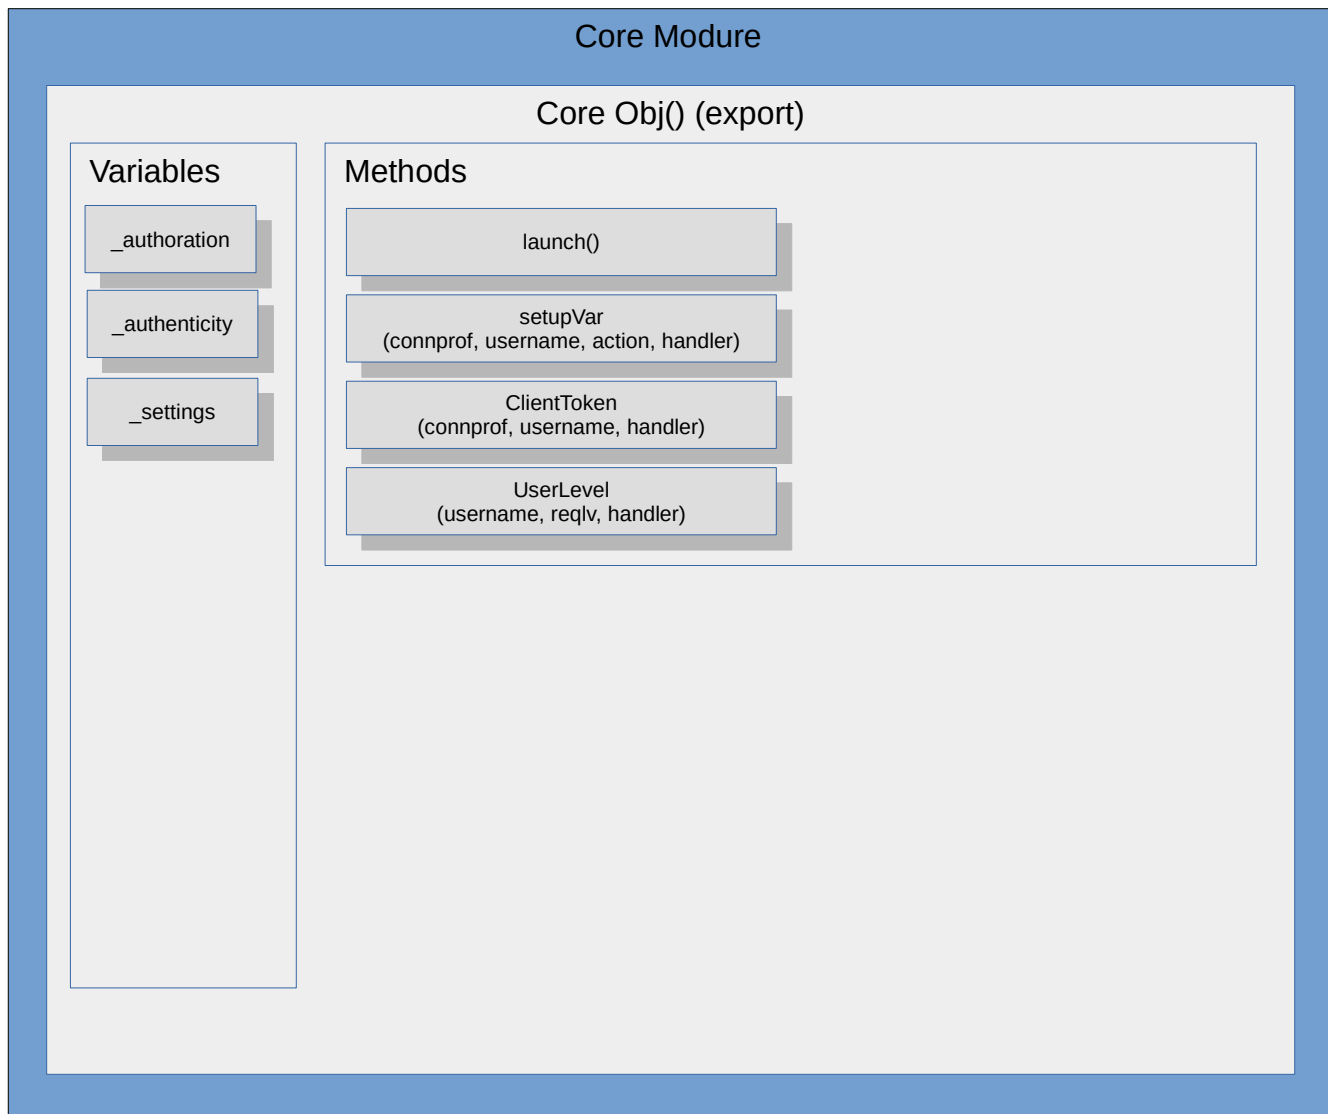 Core Modure
Core Obj() (export)
Variables
_authoration
_authenticity
_settings
Methods
launch()
setupVar
(connprof, username, action, handler)
ClientToken
(connprof, username, handler)
UserLevel
(username, reqlv, handler)